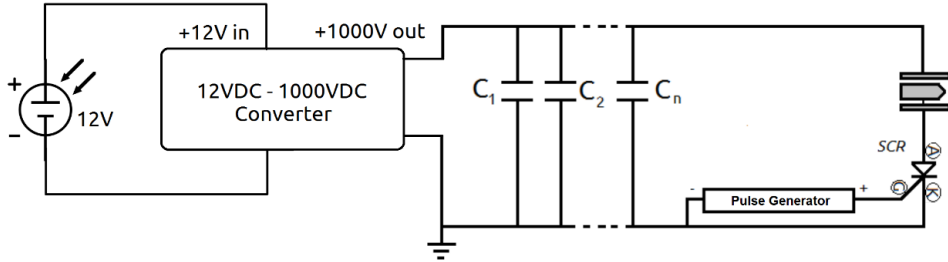 +12V in
+1000V out
+
12V
-
12VDC - 1000VDC
Converter
C1
C2
Cn
SCR
A
G
K
-
Pulse Generator
+